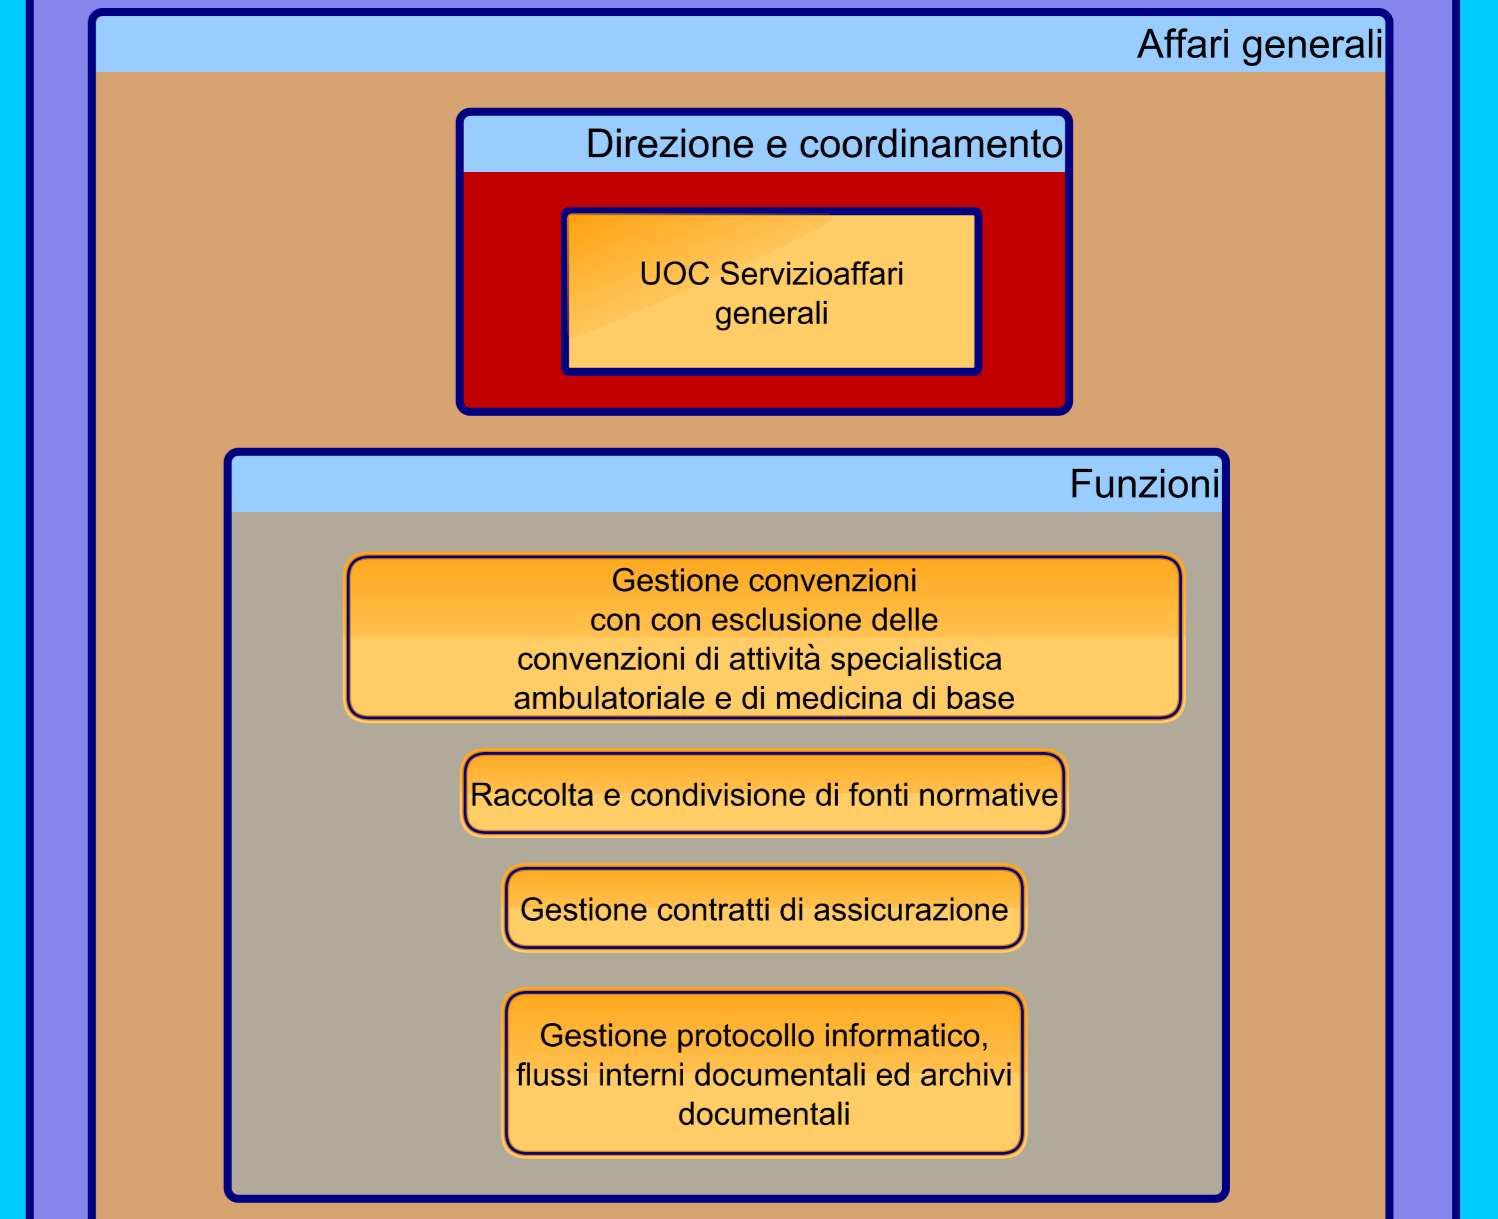 Affari generali
Direzione e coordinamento
UOC Servizioaffari
generali
Funzioni
Gestione convenzioni
con con esclusione delle
convenzioni di attività specialistica
ambulatoriale e di medicina di base
Raccolta e condivisione di fonti normative
Gestione contratti di assicurazione
Gestione protocollo informatico,
flussi interni documentali ed archivi
documentali